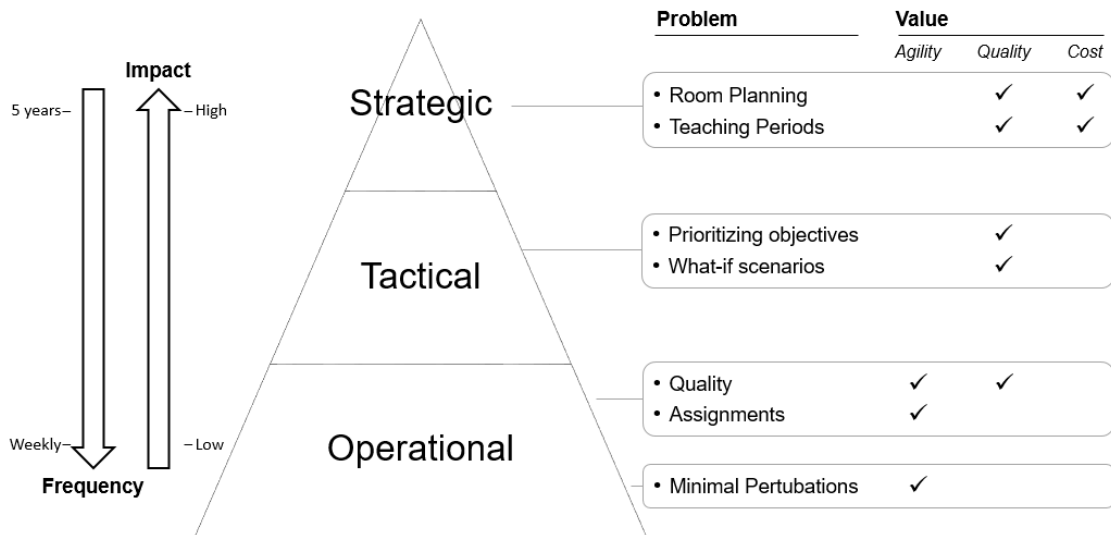 Problem Value
Agility Quality Cost
Impact
5 years
High
Strategic
• Room Planning ✓ ✓
• Teaching Periods ✓ ✓
Tactical
• Prioritizing objectives ✓
• What-if scenarios ✓
Operational
• Quality ✓ ✓
• Assignments ✓
Weekly
Low
Frequency
• Minimal Pertubations ✓